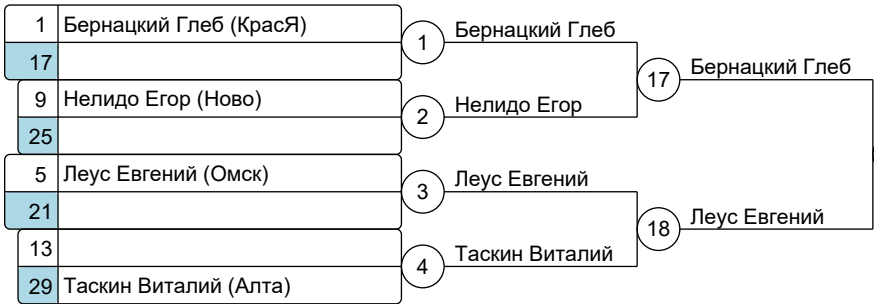 1 Бернацкий Глеб (КрасЯ)
17
9 Нелидо Егор (Ново)
25
5 Леус Евгений (Омск)
21
13
29 Таскин Виталий (Алта)
1 Бернацкий Глеб
2 Нелидо Егор
3 Леус Евгений
4 Таскин Виталий
17 Бернацкий Глеб
18 Леус Евгений